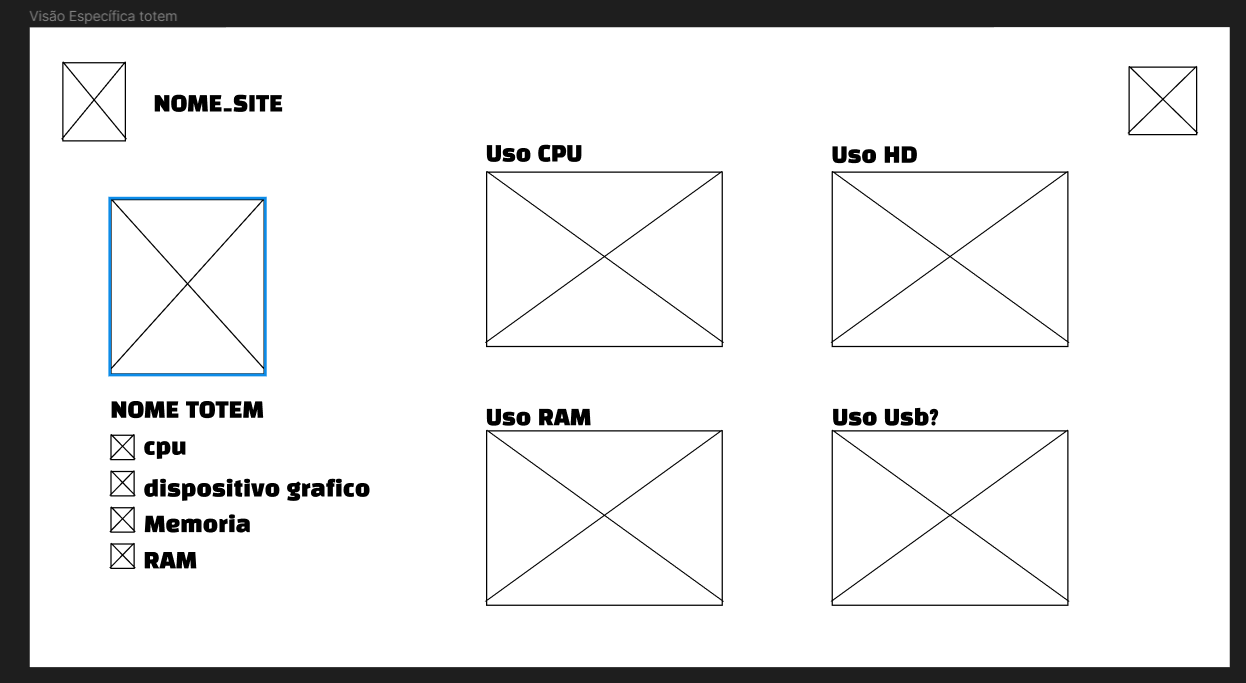 Visão Específica totem
NOME_SITE
Uso CPU
Uso HD
NOME TOTEM
cpu
dispositivo grafico
Memoria
RAM
Uso RAM
Uso Usb?